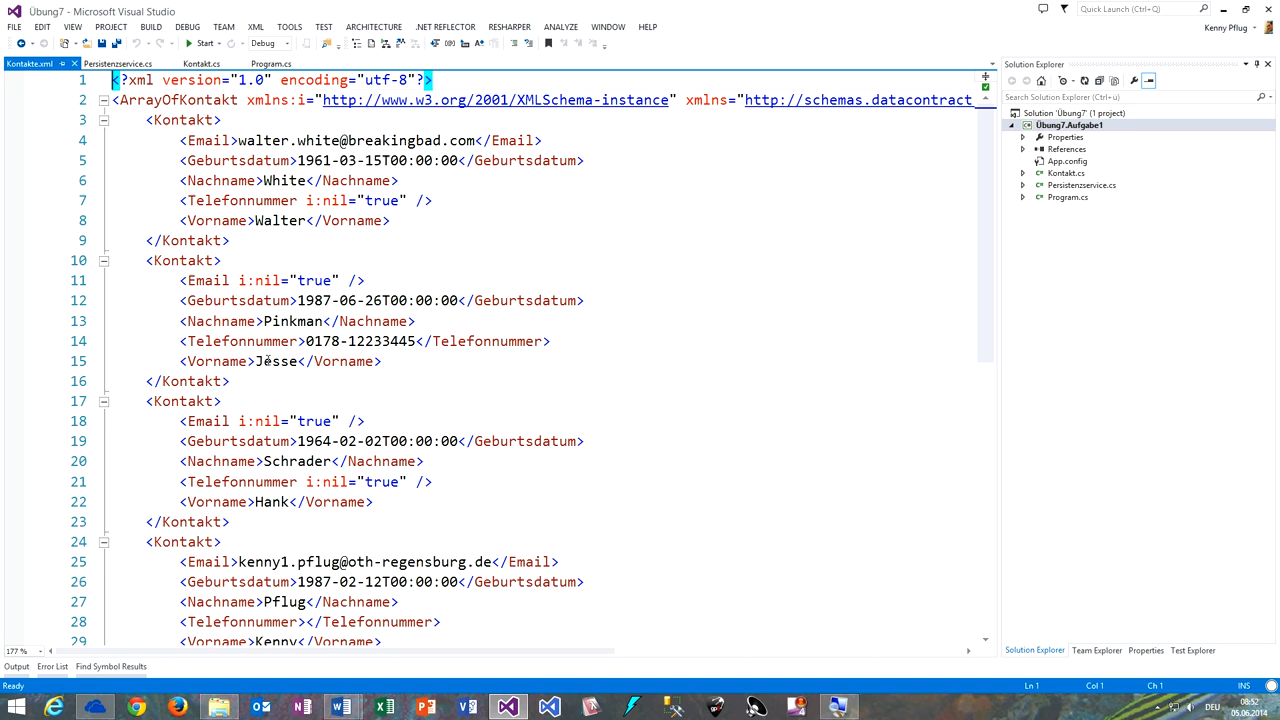 Übung7 - Microsoft Visual Studio
Quick Launch (Ctrl+Q)
FILE EDIT VIEW PROJECT BUILD DEBUG TEAM XML TOOLS TEST ARCHITECTURE .NET REFLECTOR RESHARPER ANALYZE WINDOW HELP
Kenny Pflug
Start Debug
Kontakte.xml Persistenzservice.cs Kontakt.cs Program.cs
1 <?xml version="1.0" encoding="utf-8"?>
2 <ArrayOfKontakt xmlns:i="http://www.w3.org/2001/XMLSchema-instance" xmlns="http://schemas.datacontract
3 <Kontakt>
4 <Email>walter.white@breakingbad.com</Email>
5 <Geburtsdatum>1961-03-15T00:00:00</Geburtsdatum>
6 <Nachname>White</Nachname>
7 <Telefonnummer i:nil="true" />
8 <Vorname>Walter</Vorname>
9 </Kontakt>
10 <Kontakt>
11 <Email i:nil="true" />
12 <Geburtsdatum>1987-06-26T00:00:00</Geburtsdatum>
13 <Nachname>Pinkman</Nachname>
14 <Telefonnummer>0178-12233445</Telefonnummer>
15 <Vorname>Jesse</Vorname>
16 </Kontakt>
17 <Kontakt>
18 <Email i:nil="true" />
19 <Geburtsdatum>1964-02-02T00:00:00</Geburtsdatum>
20 <Nachname>Schrader</Nachname>
21 <Telefonnummer i:nil="true" />
22 <Vorname>Hank</Vorname>
23 </Kontakt>
24 <Kontakt>
25 <Email>kenny1.pflug@oth-regensburg.de</Email>
26 <Geburtsdatum>1987-02-12T00:00:00</Geburtsdatum>
27 <Nachname>Pflug</Nachname>
28 <Telefonnummer></Telefonnummer>
29 <Vorname>Kenny</Vorname>
177 %
Solution Explorer
Search Solution Explorer (Ctrl+ü)
Solution 'Übung7' (1 project)
Übung7.Aufgabe1
Properties
References
App.config
Kontakt.cs
Persistenzservice.cs
Program.cs
Solution Explorer Team Explorer Properties Test Explorer
Output Error List Find Symbol Results
Ready Ln 1 Col 1 Ch 1 INS
DEU
08:52
05.06.2014